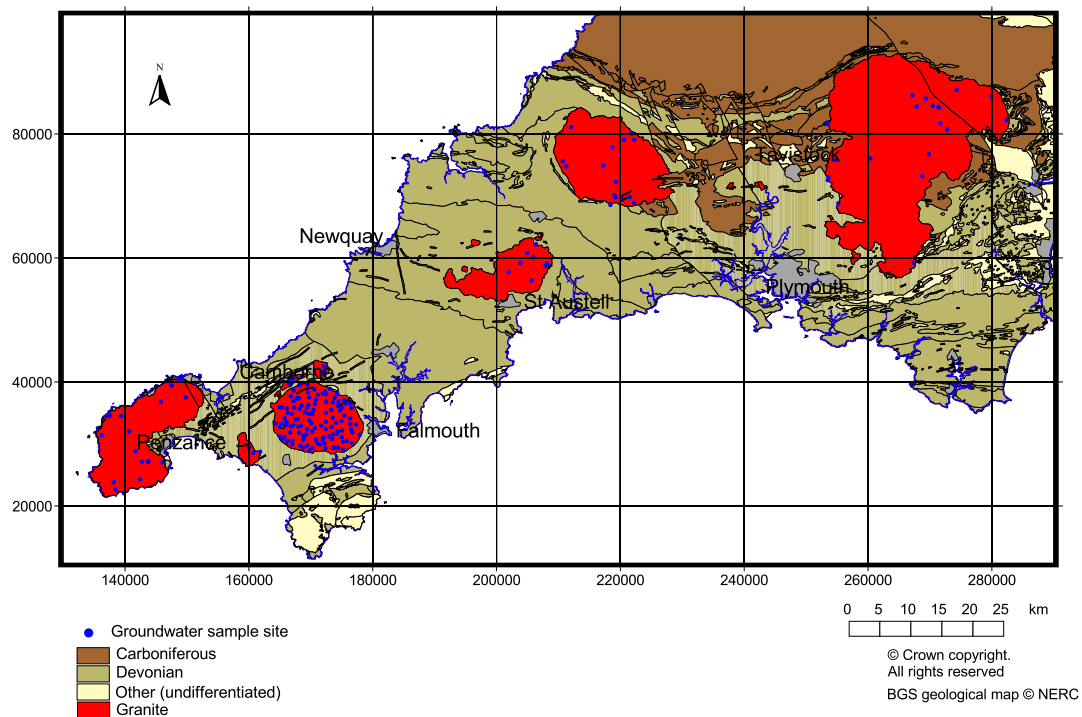 N
80000
Tavistock
Newquay
60000
Plymouth
St Austell
Camborne
40000
Falmouth
Penzance
20000
140000 160000 180000 200000 220000 240000 260000 280000
0 5 10 15 20 25 km
Groundwater sample site
Carboniferous
Devonian
Other (undifferentiated)
Granite
© Crown copyright.
All rights reserved
BGS geological map © NERC